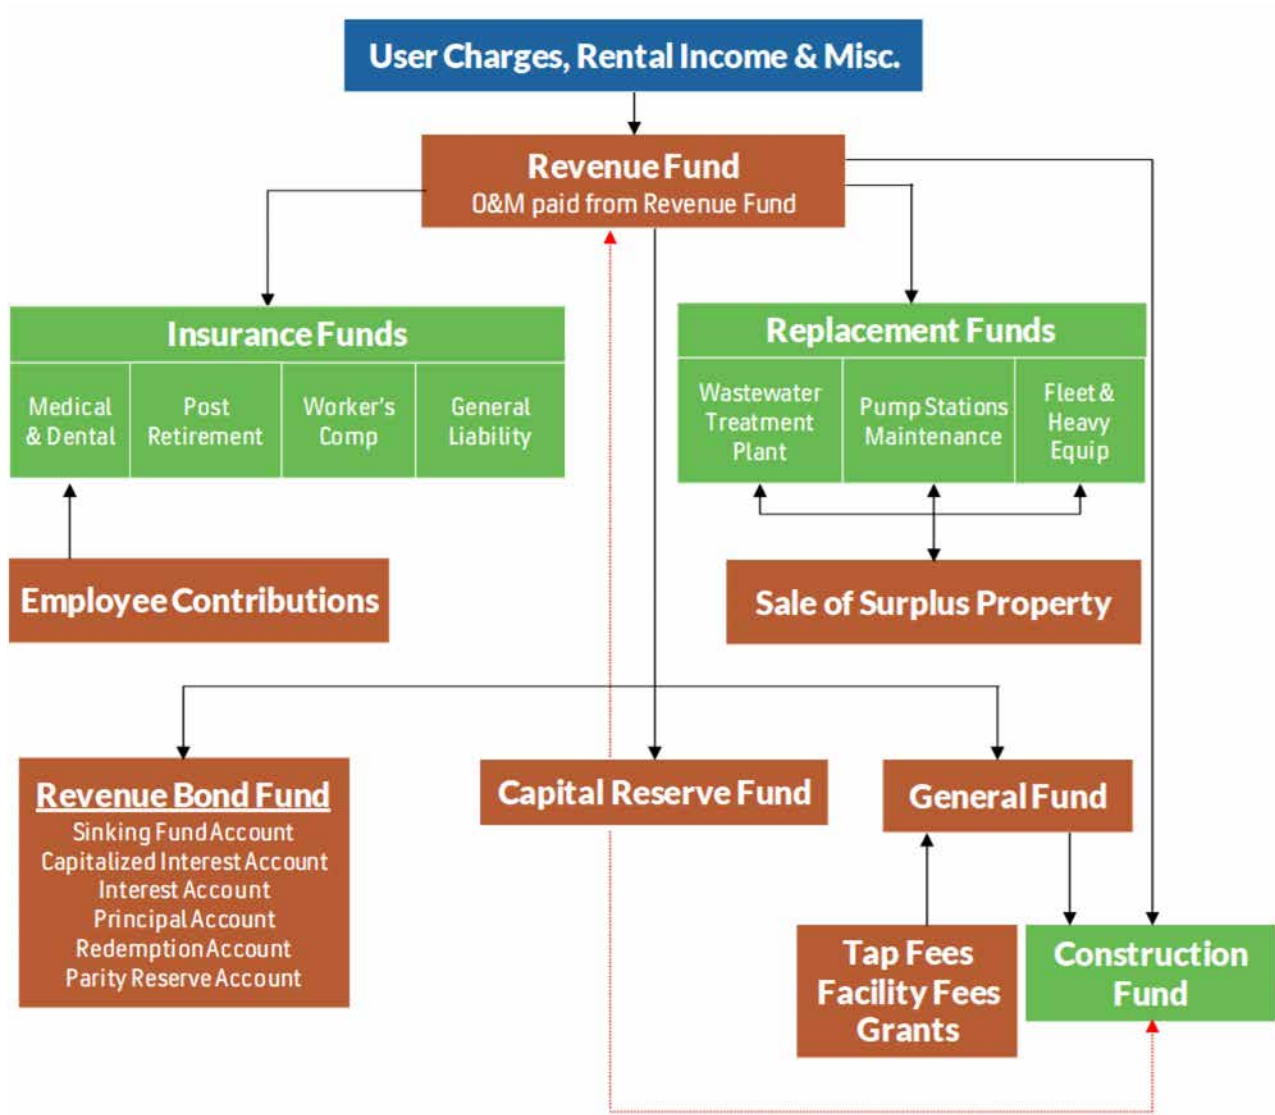 User Charges, Rental Income & Misc.
Revenue Fund
O&M paid from Revenue Fund
Insurance Funds
Medical
& Dental
Post
Retirement
Worker's
Comp
General
Liability
Replacement Funds
Wastewater
Treatment
Plant
Pump Stations
Maintenance
Fleet &
Heavy
Equip
Employee Contributions
Sale of Surplus Property
Revenue Bond Fund
Sinking Fund Account
Capitalized Interest Account
Interest Account
Principal Account
Redemption Account
Parity Reserve Account
Capital Reserve Fund
General Fund
Tap Fees
Facility Fees
Grants
Construction
Fund